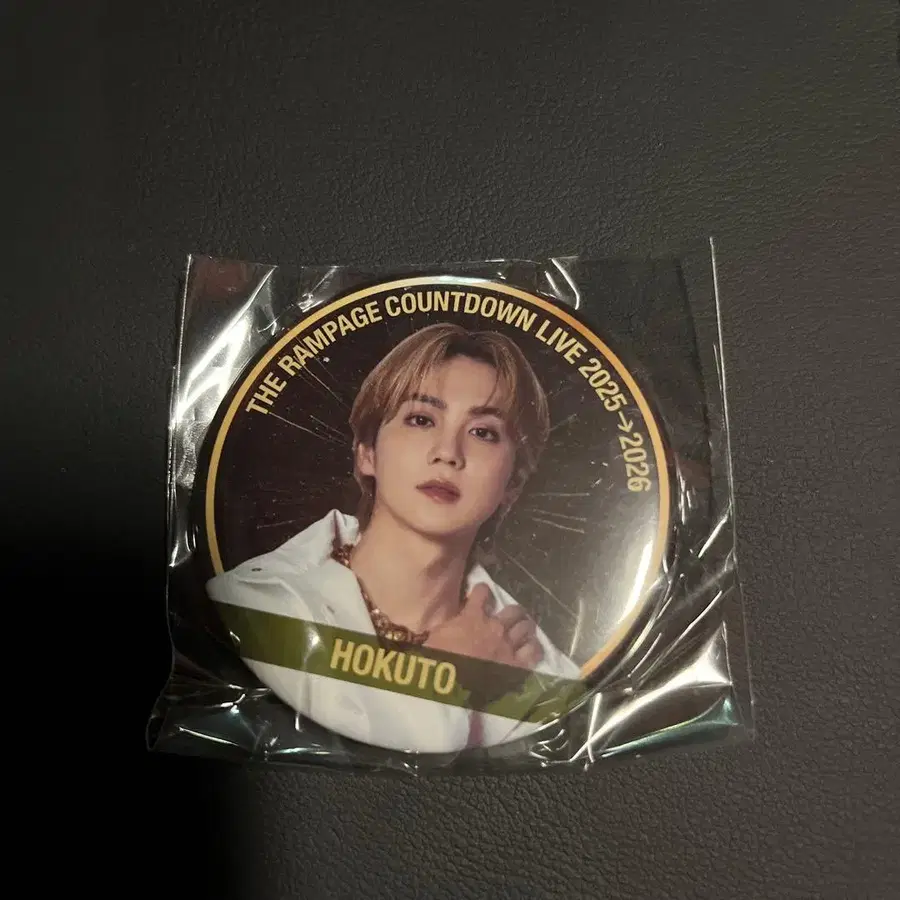 THE RAMPAGE COUNTDOWN LIVE 2025→2026
HOKUTO